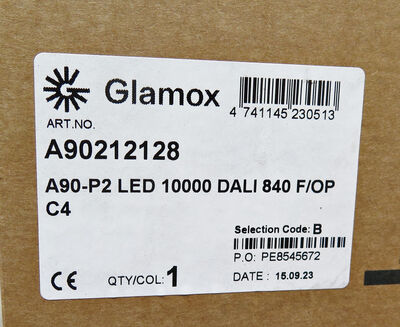 Glamox
4 741145 230513
ART.NO.
A90212128
A90-P2 LED 10000 DALI 840 F/OP
C4
Selection Code: B
P.O: PE8545672
CE QTY/COL: 1 DATE : 15.09.23